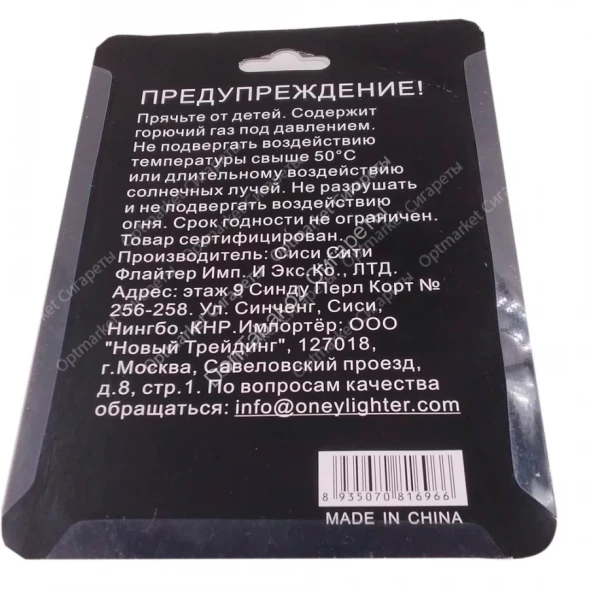 ПРЕДУПРЕЖДЕНИЕ!
Прячьте от детей. Содержит
горючий газ под давлением.
Не подвергать воздействию
температуры свыше 50°С
или длительному воздействию
солнечных лучей. Не разрушать
и не подвергать воздействию
огня. Срок годности не ограничен.
Товар сертифицирован.
Производитель: Сиси Сити
Флайтер Имп. И Экс.Ко., ЛТД.
Адрес: этаж 9 Синду Перл Корт №
256-258. Ул. Синченг, Сиси,
Нингбо. КНР.Импортёр: ООО
"Новый Трейдинг", 127018,
г.Москва, Савеловский проезд,
д.8, стр.1. По вопросам качества
обращаться: info@oneylighter.com
8 935070 816966
MADE IN CHINA
Optmarket Сигареты
Optmarket Сигареты